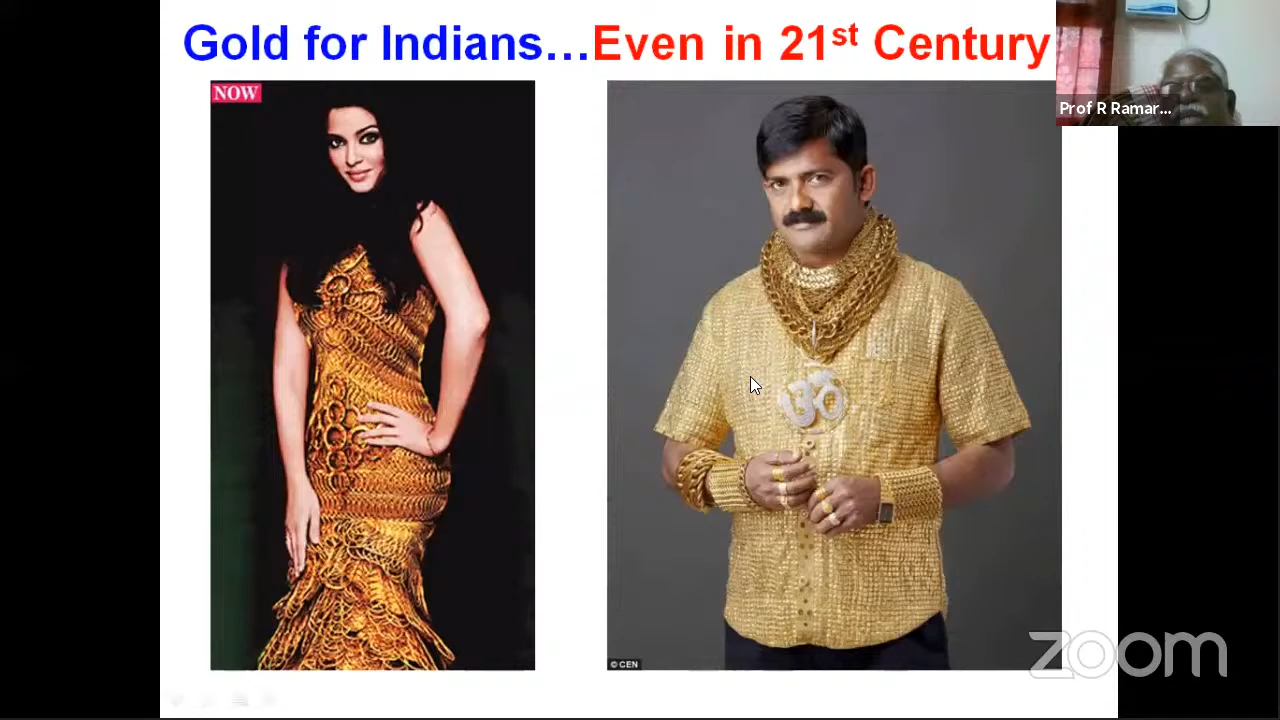 Gold for Indians…Even in 21st Century
NOW
Prof R Ramar...
ॐ
© CEN
zoom